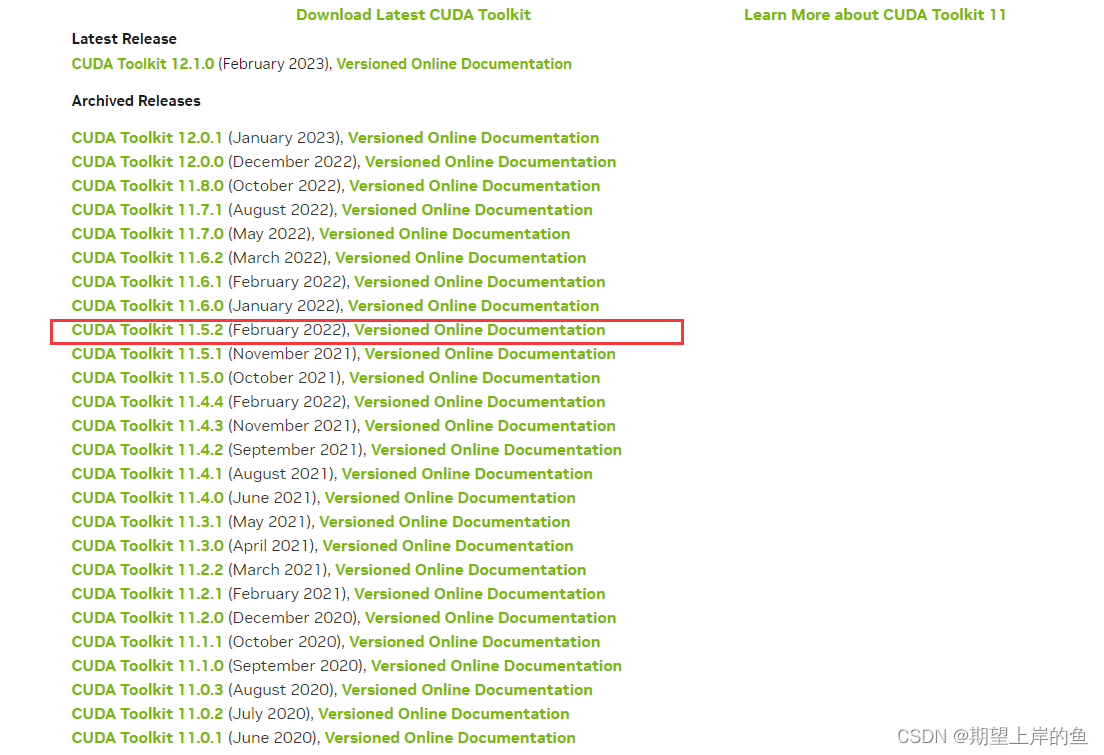 Download Latest CUDA Toolkit
Learn More about CUDA Toolkit 11
Latest Release
CUDA Toolkit 12.1.0 (February 2023), Versioned Online Documentation
Archived Releases
CUDA Toolkit 12.0.1 (January 2023), Versioned Online Documentation
CUDA Toolkit 12.0.0 (December 2022), Versioned Online Documentation
CUDA Toolkit 11.8.0 (October 2022), Versioned Online Documentation
CUDA Toolkit 11.7.1 (August 2022), Versioned Online Documentation
CUDA Toolkit 11.7.0 (May 2022), Versioned Online Documentation
CUDA Toolkit 11.6.2 (March 2022), Versioned Online Documentation
CUDA Toolkit 11.6.1 (February 2022), Versioned Online Documentation
CUDA Toolkit 11.6.0 (January 2022), Versioned Online Documentation
CUDA Toolkit 11.5.2 (February 2022), Versioned Online Documentation
CUDA Toolkit 11.5.1 (November 2021), Versioned Online Documentation
CUDA Toolkit 11.5.0 (October 2021), Versioned Online Documentation
CUDA Toolkit 11.4.4 (February 2022), Versioned Online Documentation
CUDA Toolkit 11.4.3 (November 2021), Versioned Online Documentation
CUDA Toolkit 11.4.2 (September 2021), Versioned Online Documentation
CUDA Toolkit 11.4.1 (August 2021), Versioned Online Documentation
CUDA Toolkit 11.4.0 (June 2021), Versioned Online Documentation
CUDA Toolkit 11.3.1 (May 2021), Versioned Online Documentation
CUDA Toolkit 11.3.0 (April 2021), Versioned Online Documentation
CUDA Toolkit 11.2.2 (March 2021), Versioned Online Documentation
CUDA Toolkit 11.2.1 (February 2021), Versioned Online Documentation
CUDA Toolkit 11.2.0 (December 2020), Versioned Online Documentation
CUDA Toolkit 11.1.1 (October 2020), Versioned Online Documentation
CUDA Toolkit 11.1.0 (September 2020), Versioned Online Documentation
CUDA Toolkit 11.0.3 (August 2020), Versioned Online Documentation
CUDA Toolkit 11.0.2 (July 2020), Versioned Online Documentation
CUDA Toolkit 11.0.1 (June 2020), Versioned Online Documentation
CSDN @期望上岸的鱼